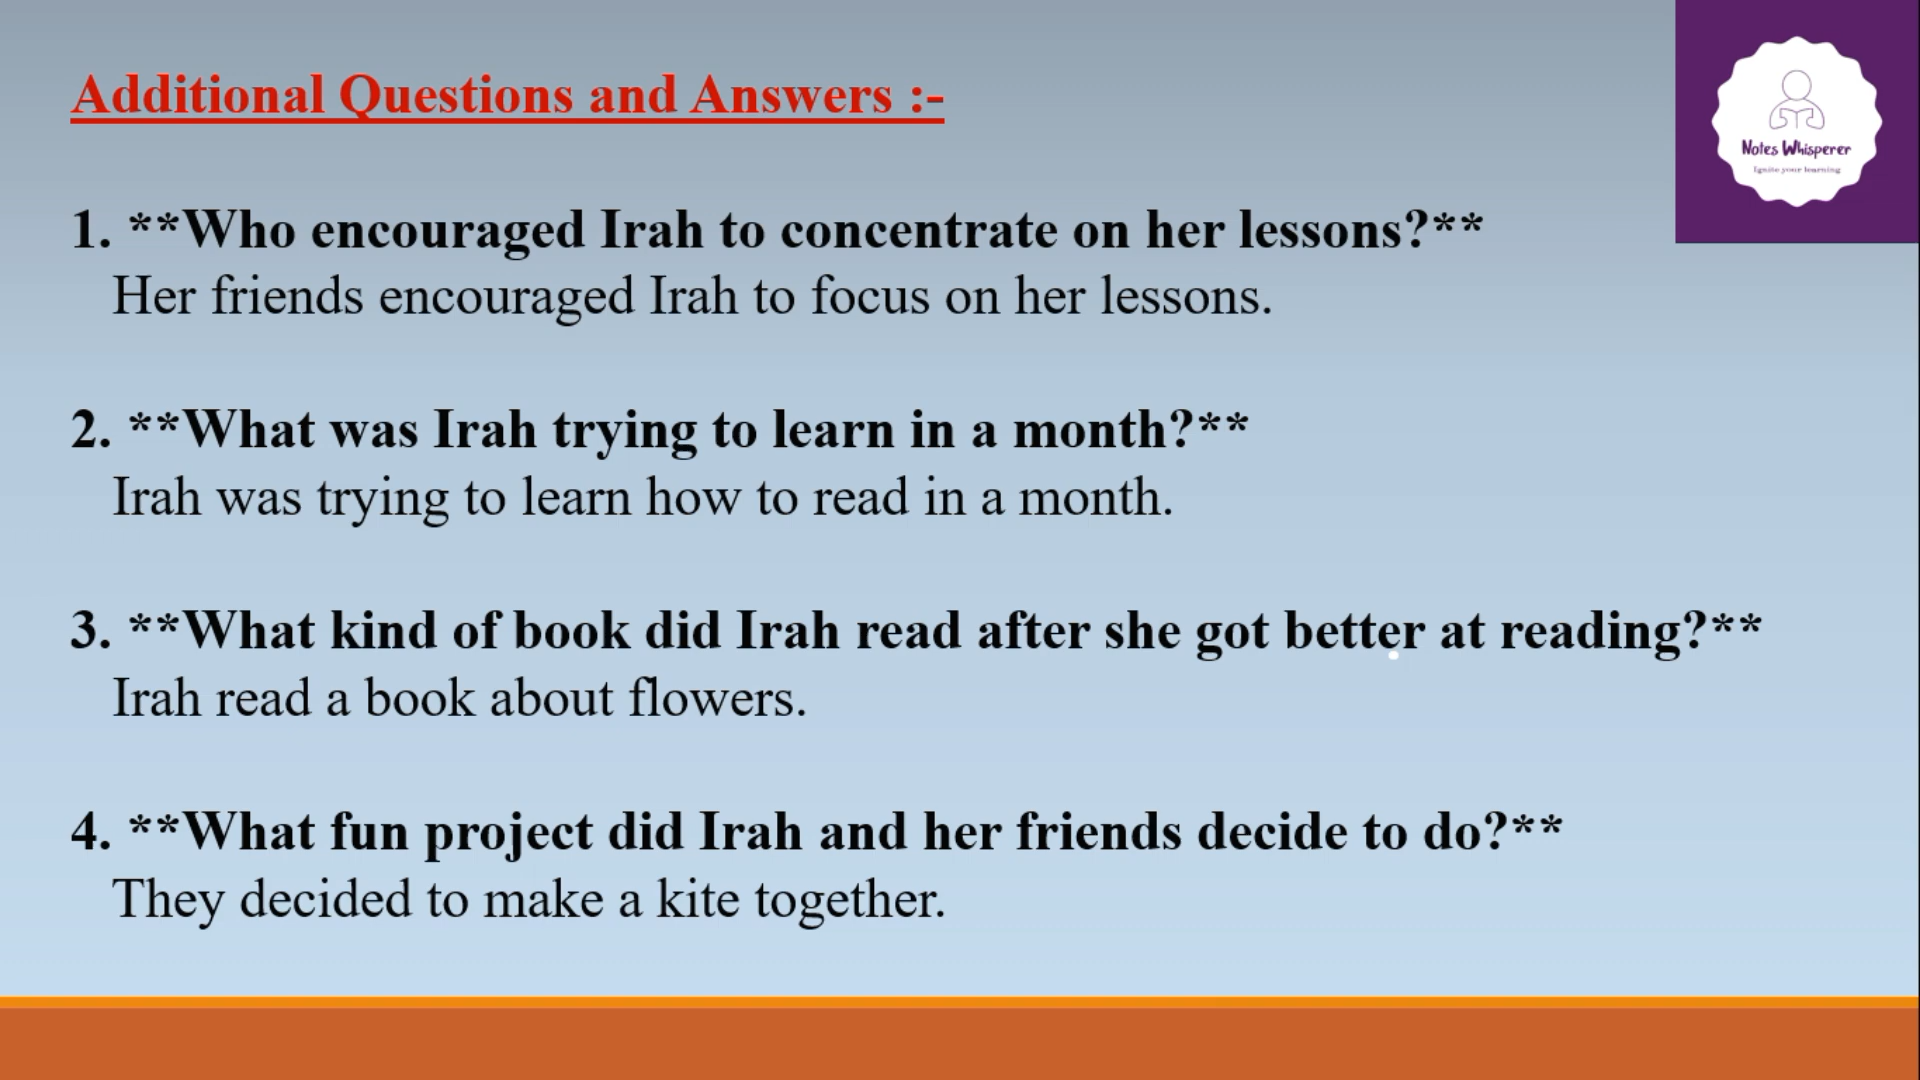 Additional Questions and Answers :-
Notes Whisperer
Ignite your learning
1. **Who encouraged Irah to concentrate on her lessons?**
Her friends encouraged Irah to focus on her lessons.
2. **What was Irah trying to learn in a month?**
Irah was trying to learn how to read in a month.
3. **What kind of book did Irah read after she got better at reading?**
Irah read a book about flowers.
4. **What fun project did Irah and her friends decide to do?**
They decided to make a kite together.